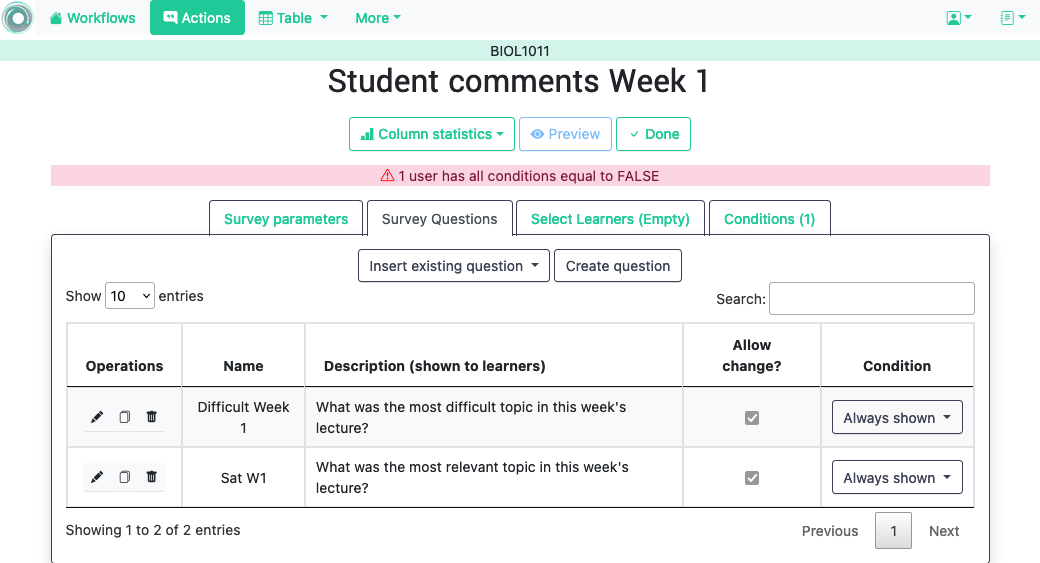 Workflows Actions Table More
BIOL1011
Student comments Week 1
Column statistics Preview Done
1 user has all conditions equal to FALSE
Survey parameters Survey Questions Select Learners (Empty) Conditions (1)
Insert existing question Create question
Show 10 entries Search:
Operations Name Description (shown to learners) Allow change? Condition
Difficult Week 1 What was the most difficult topic in this week's lecture? Always shown
Sat W1 What was the most relevant topic in this week's lecture? Always shown
Showing 1 to 2 of 2 entries Previous 1 Next